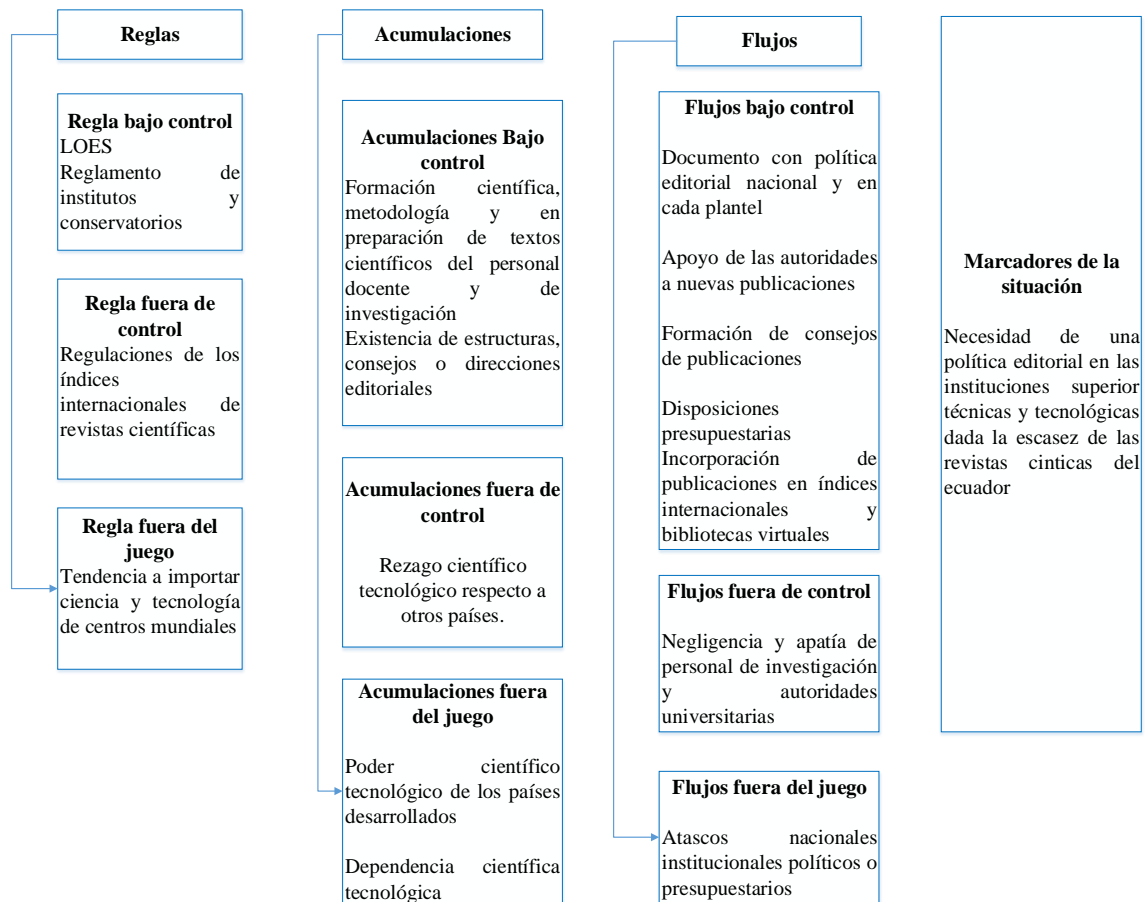 Reglas
Regla bajo control
LOES
Reglamento de
institutos y
conservatorios
Regla fuera de
control
Regulaciones de los
índices
internacionales de
revistas científicas
Regla fuera del
juego
Tendencia a importar
ciencia y tecnología
de centros mundiales
Acumulaciones
Acumulaciones Bajo
control
Formación científica,
metodología y en
preparación de textos
científicos del personal
docente y de
investigación
Existencia de estructuras,
consejos o direcciones
editoriales
Acumulaciones fuera de
control
Rezago científico
tecnológico respecto a
otros países.
Acumulaciones fuera
del juego
Poder científico
tecnológico de los países
desarrollados
Dependencia científica
tecnológica
Flujos
Flujos bajo control
Documento con política
editorial nacional y en
cada plantel
Apoyo de las autoridades
a nuevas publicaciones
Formación de consejos
de publicaciones
Disposiciones
presupuestarias
Incorporación de
publicaciones en índices
internacionales y
bibliotecas virtuales
Flujos fuera de control
Negligencia y apatía de
personal de investigación
y autoridades
universitarias
Flujos fuera del juego
Atascos nacionales
institucionales políticos o
presupuestarios
Marcadores de la
situación
Necesidad de una
política editorial en las
instituciones superior
técnicas y tecnológicas
dada la escasez de las
revistas cinticas del
ecuador